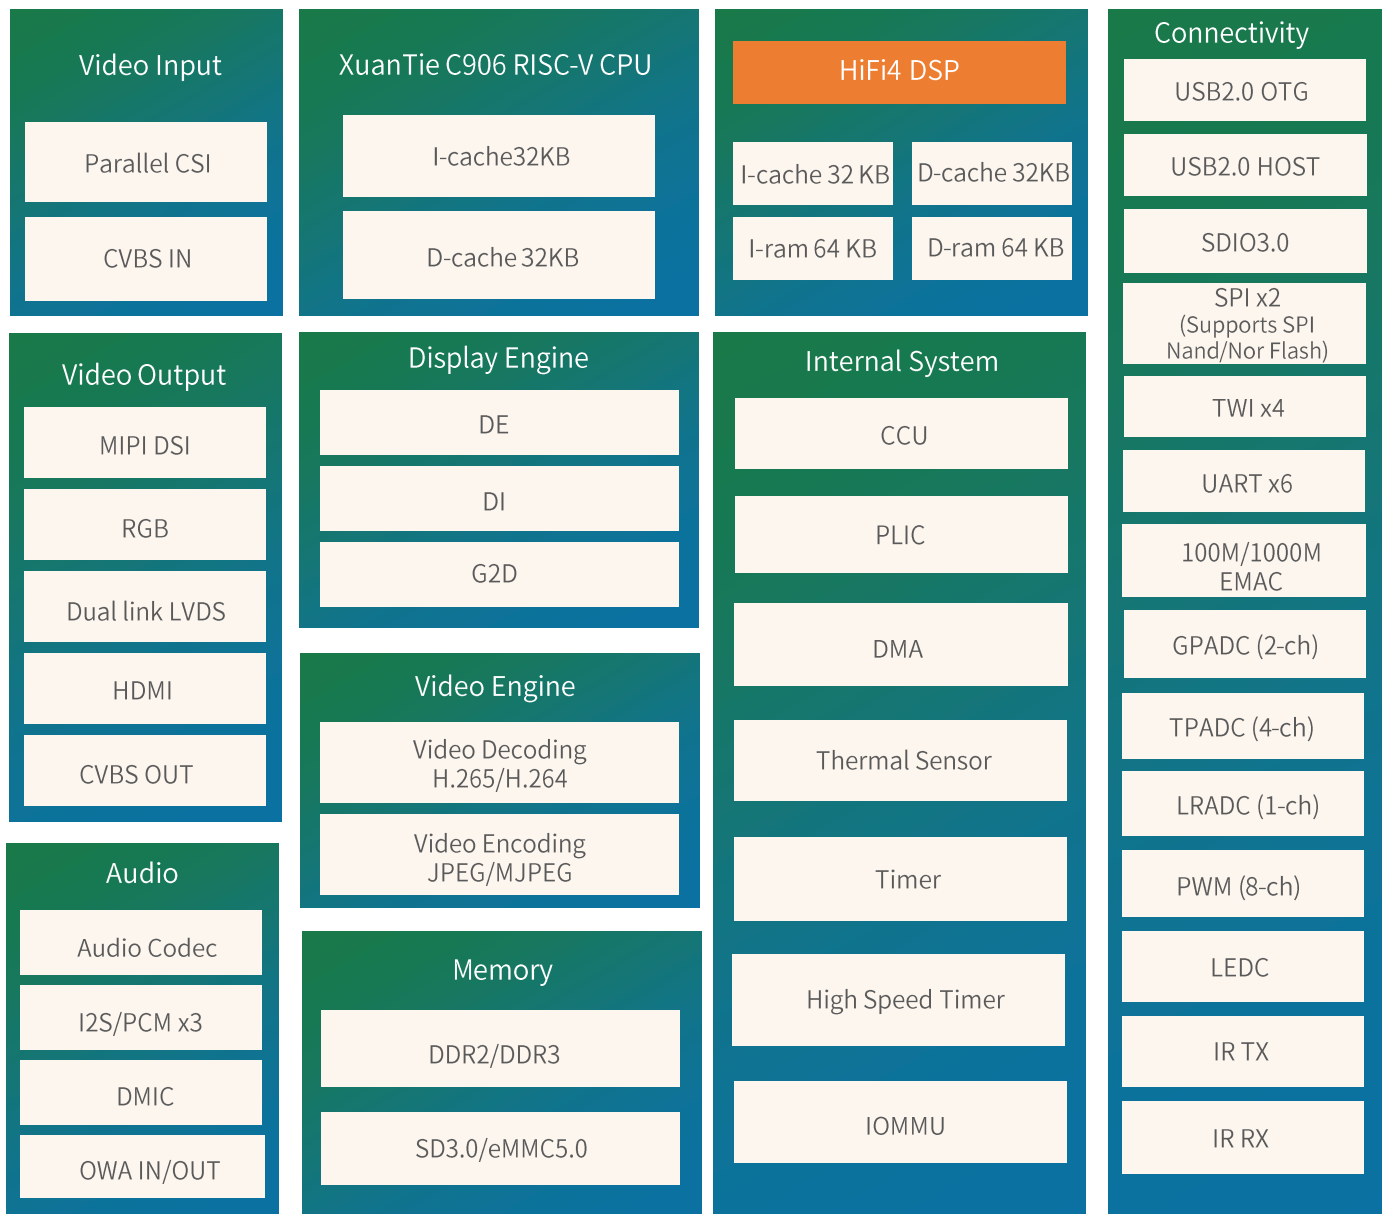 Video Input
Parallel CSI
CVBS IN
XuanTie C906 RISC-V CPU
I-cache32KB
D-cache 32KB
HiFi4 DSP
I-cache 32 KB
D-cache 32KB
I-ram 64 KB
D-ram 64 KB
Connectivity
USB2.0 OTG
USB2.0 HOST
SDIO3.0
SPI x2
(Supports SPI
Nand/Nor Flash)
TWI x4
UART x6
100M/1000M
EMAC
GPADC (2-ch)
TPADC (4-ch)
LRADC (1-ch)
PWM (8-ch)
LEDC
IR TX
IR RX
Video Output
MIPI DSI
RGB
Dual link LVDS
HDMI
CVBS OUT
Display Engine
DE
DI
G2D
Internal System
CCU
PLIC
DMA
Thermal Sensor
Timer
High Speed Timer
IOMMU
Video Engine
Video Decoding
H.265/H.264
Video Encoding
JPEG/MJPEG
Audio
Audio Codec
I2S/PCM x3
DMIC
OWA IN/OUT
Memory
DDR2/DDR3
SD3.0/eMMC5.0